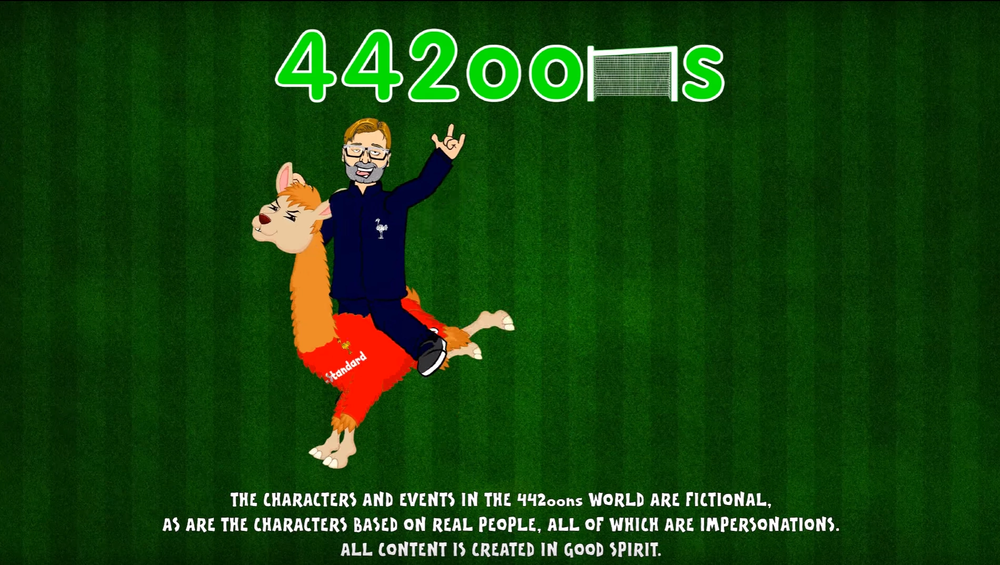 442oons
Standard
THE CHARACTERS AND EVENTS IN THE 442oons WORLD ARE FICTIONAL,
AS ARE THE CHARACTERS BASED ON REAL PEOPLE, ALL OF WHICH ARE IMPERSONATIONS.
ALL CONTENT IS CREATED IN GOOD SPIRIT.